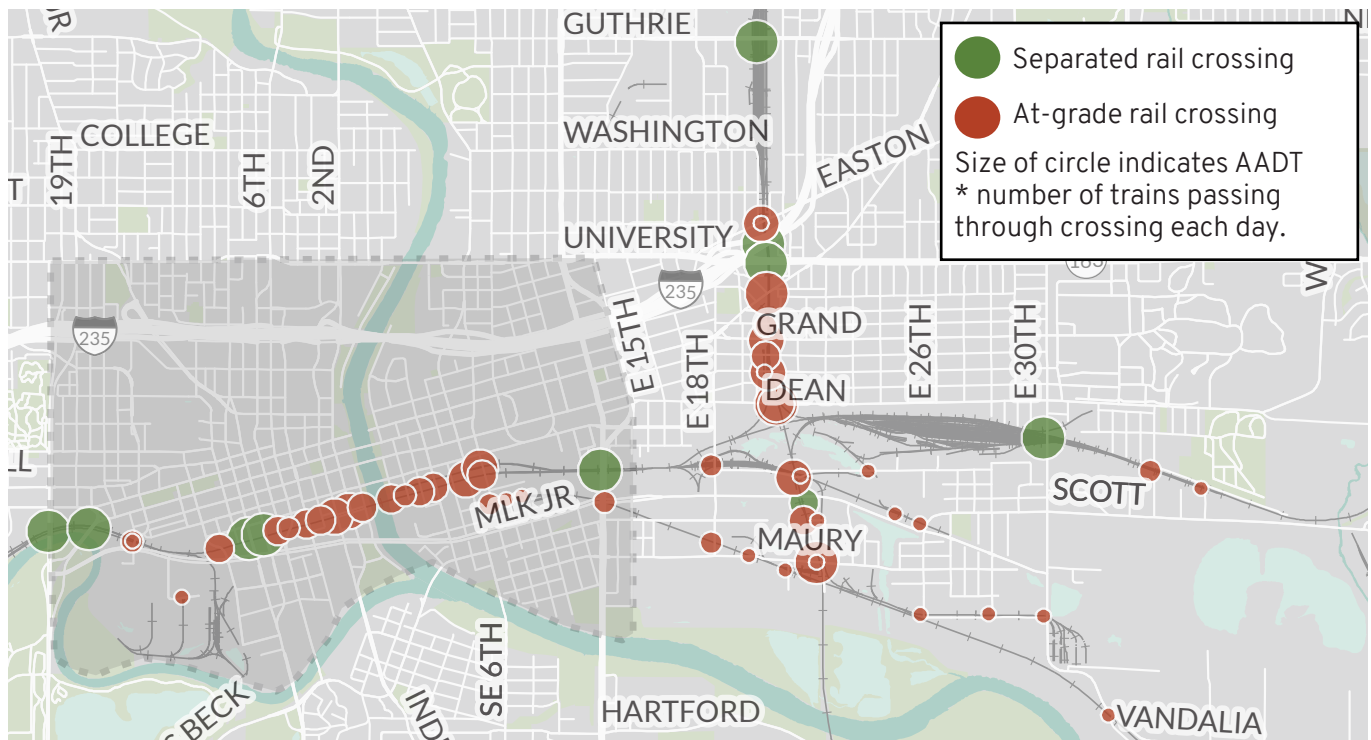 GUTHRIE
Separated rail crossing
At-grade rail crossing
Size of circle indicates AADT
* number of trains passing
through crossing each day.
COLLEGE
WASHINGTON
EASTON
19TH
6TH
2ND
UNIVERSITY
235
235
GRAND
E 15TH
E 18TH
E 26TH
E 30TH
DEAN
SCOTT
MLK JR
MAURY
SE 6TH
S BECK
HARTFORD
VANDALIA